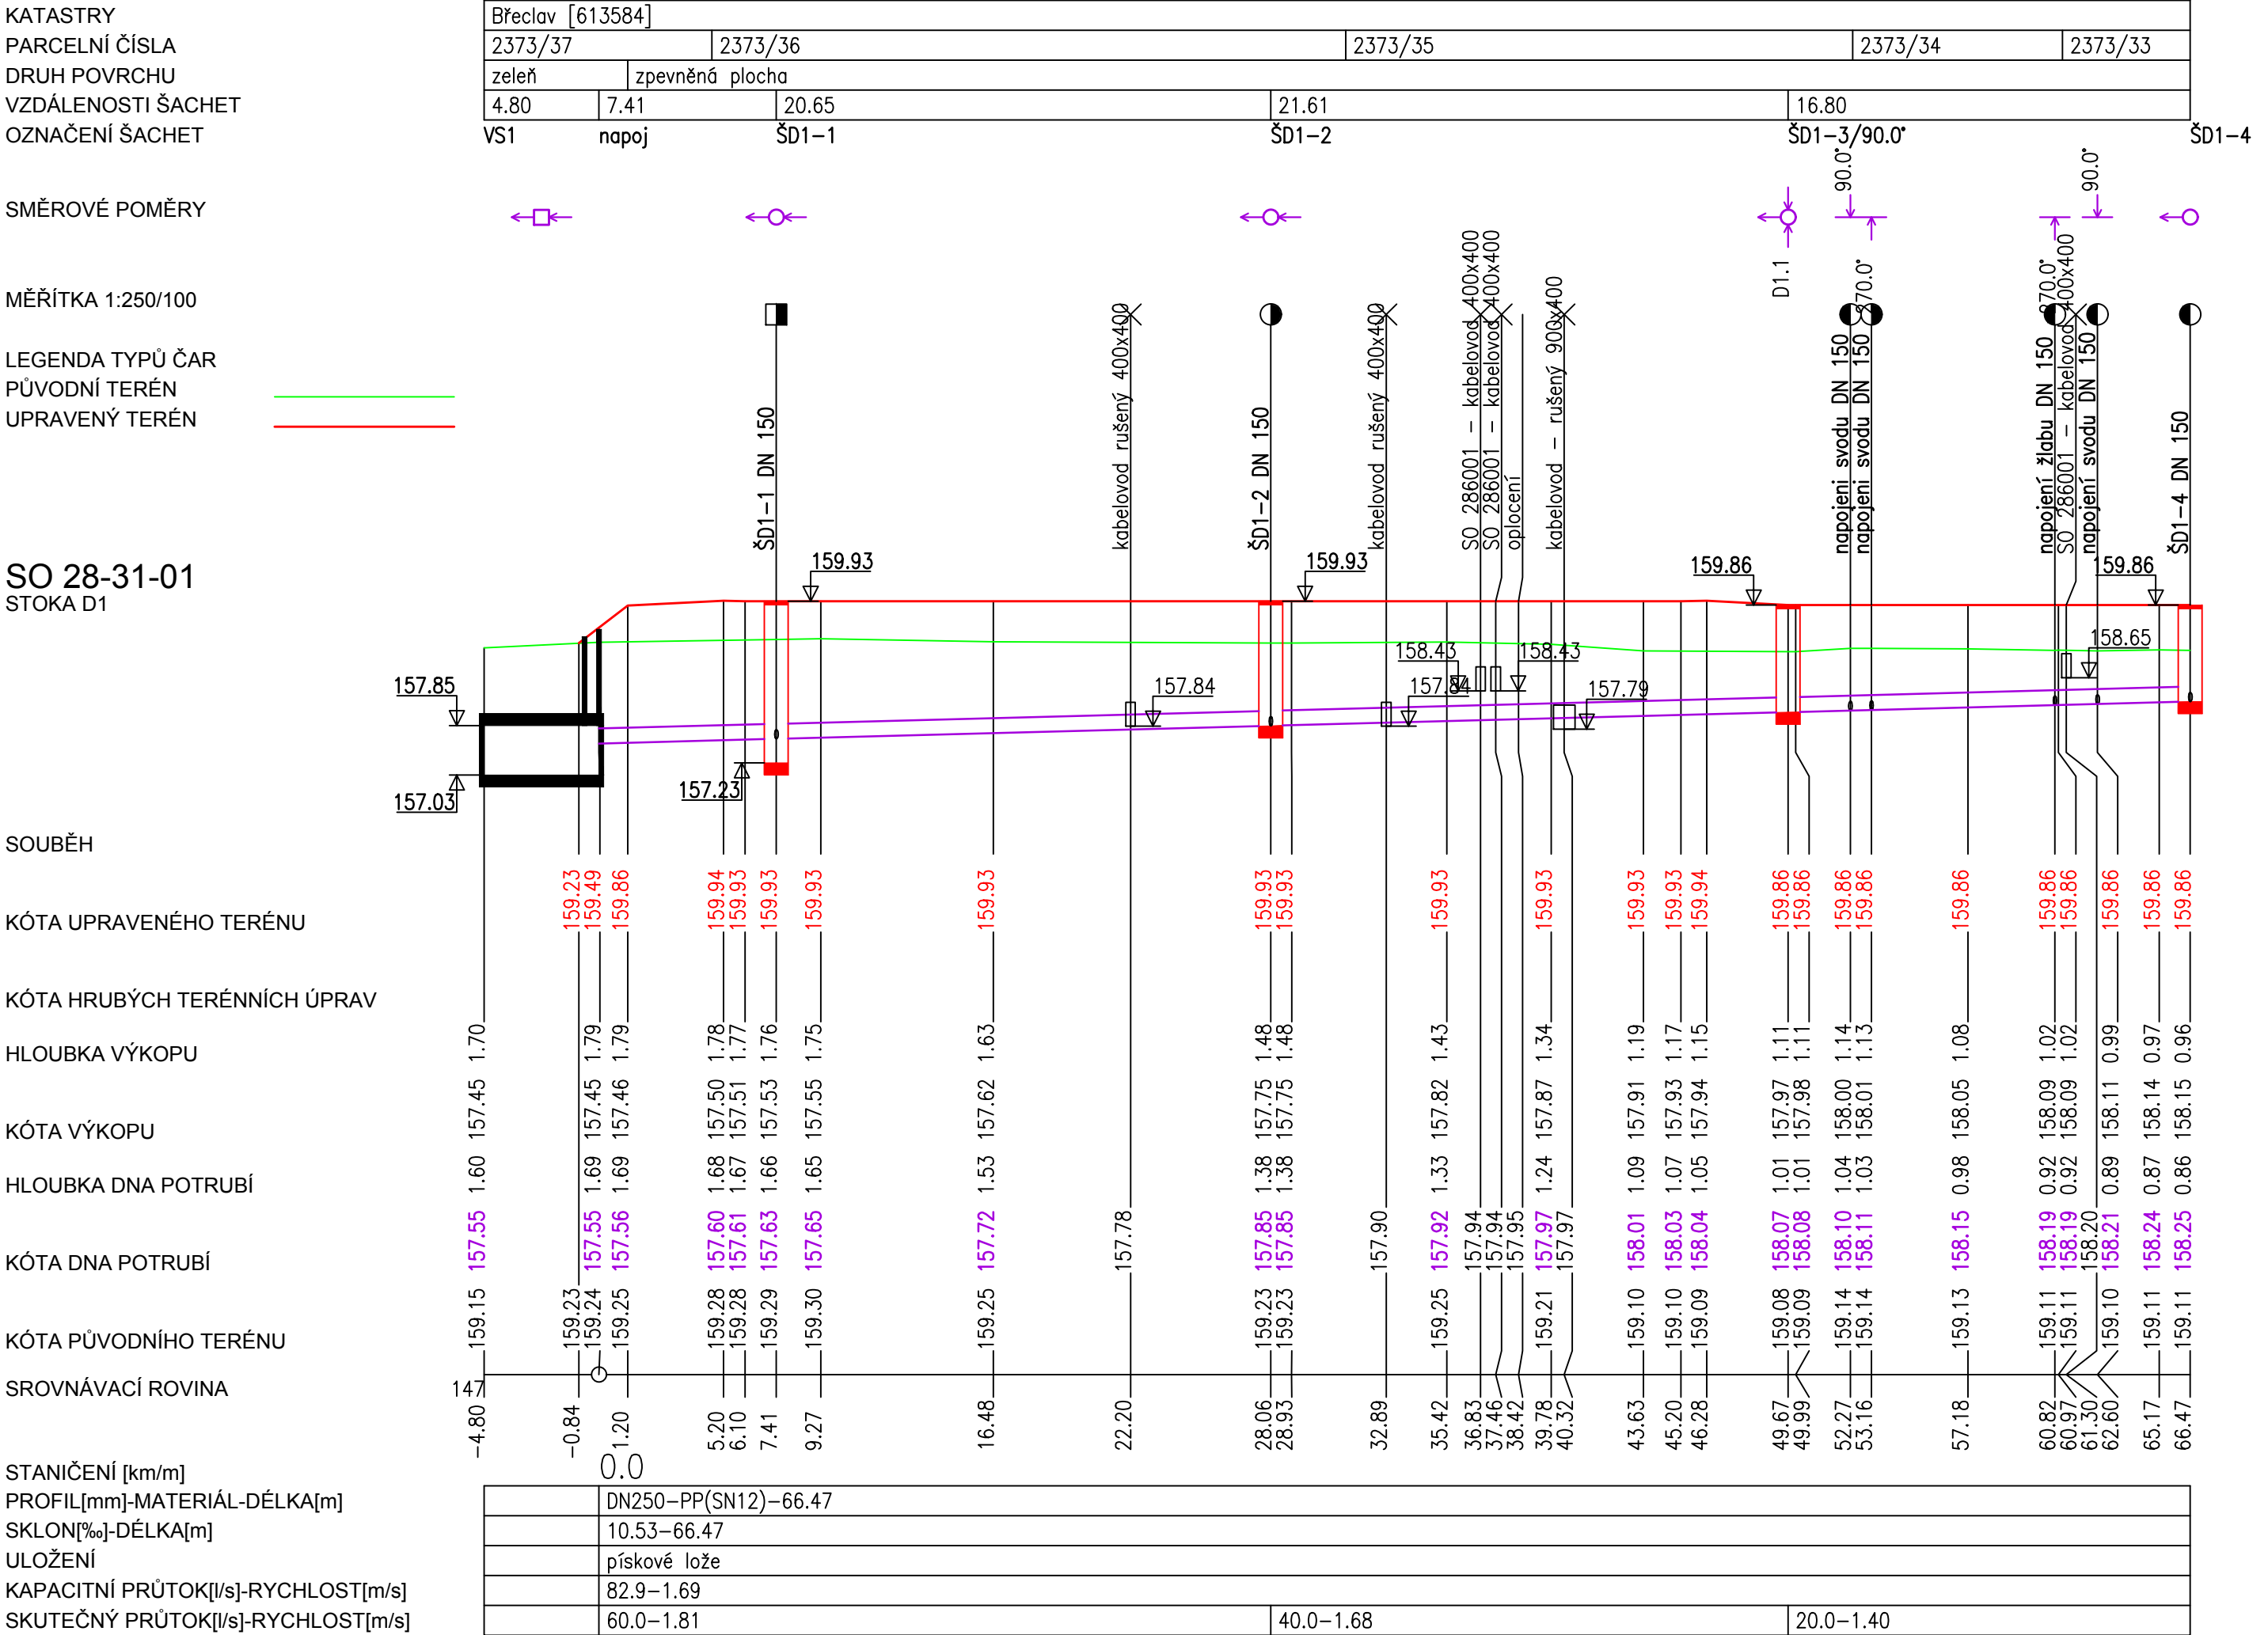 KATASTRY Břeclav [613584]
PARCELNÍ ČÍSLA 2373/37 2373/36 2373/35 2373/34 2373/33
DRUH POVRCHU zeleň zpevněná plocha
VZDÁLENOSTI ŠACHET 4.80 7.41 20.65 21.61 16.80
OZNAČENÍ ŠACHET VS1 napoj ŠD1-1 ŠD1-2 ŠD1-3/90.0° ŠD1-4
SMĚROVÉ POMĚRY
90.0°
90.0°
D1.1
270.0°
270.0°
MĚŘÍTKA 1:250/100
LEGENDA TYPŮ ČAR
PŮVODNÍ TERÉN
UPRAVENÝ TERÉN
ŠD1-1 DN 150
kabelovod rušený 400x400
ŠD1-2 DN 150
kabelovod rušený 400x400
SO 286001 - kabelovod 400x400
SO 286001 - kabelovod 400x400
oplocení
kabelovod - rušený 900x400
napojení svodu DN 150
napojení svodu DN 150
napojení žlabu DN 150
SO 286001 - kabelovod 400x400
napojení svodu DN 150
ŠD1-4 DN 150
SO 28-31-01
STOKA D1
159.93 159.93 159.86 159.86
158.43 158.43 158.65
157.85 157.84 157.84 157.79
157.03 157.23
SOUBĚH
KÓTA UPRAVENÉHO TERÉNU 159.23 159.49 159.86 159.94 159.93 159.93 159.93 159.93 159.93 159.93 159.93 159.93 159.93 159.93 159.94 159.86 159.86 159.86 159.86 159.86 159.86 159.86 159.86 159.86 159.86
KÓTA HRUBÝCH TERÉNNÍCH ÚPRAV
HLOUBKA VÝKOPU 1.70 1.79 1.79 1.78 1.77 1.76 1.75 1.63 1.48 1.48 1.43 1.34 1.19 1.17 1.15 1.11 1.11 1.14 1.13 1.08 1.02 1.02 0.99 0.97 0.96
KÓTA VÝKOPU 157.45 157.45 157.46 157.50 157.51 157.53 157.55 157.62 157.75 157.75 157.82 157.87 157.91 157.93 157.94 157.97 157.98 158.00 158.01 158.05 158.09 158.09 158.11 158.14 158.15
HLOUBKA DNA POTRUBÍ 1.60 1.69 1.69 1.68 1.67 1.66 1.65 1.53 1.38 1.38 1.33 1.24 1.09 1.07 1.05 1.01 1.01 1.04 1.03 0.98 0.92 0.92 0.89 0.87 0.86
KÓTA DNA POTRUBÍ 157.55 157.55 157.56 157.60 157.61 157.63 157.65 157.72 157.78 157.85 157.85 157.90 157.92 157.94 157.94 157.95 157.97 157.97 158.01 158.03 158.04 158.07 158.08 158.10 158.11 158.15 158.19 158.19 158.20 158.21 158.24 158.25
KÓTA PŮVODNÍHO TERÉNU 159.15 159.23 159.24 159.25 159.28 159.28 159.29 159.30 159.25 159.23 159.23 159.25 159.21 159.10 159.10 159.09 159.08 159.09 159.14 159.14 159.13 159.11 159.11 159.10 159.11 159.11
SROVNÁVACÍ ROVINA 147
-4.80 -0.84 1.20 5.20 6.10 7.41 9.27 16.48 22.20 28.06 28.93 32.89 35.42 36.83 37.46 38.42 39.78 40.32 43.63 45.20 46.28 49.67 49.99 52.27 53.16 57.18 60.82 60.97 61.30 62.60 65.17 66.47
STANIČENÍ [km/m] 0.0
PROFIL[mm]-MATERIÁL-DÉLKA[m] DN250-PP(SN12)-66.47
SKLON[‰]-DÉLKA[m] 10.53-66.47
ULOŽENÍ pískové lože
KAPACITNÍ PRŮTOK[l/s]-RYCHLOST[m/s] 82.9-1.69
SKUTEČNÝ PRŮTOK[l/s]-RYCHLOST[m/s] 60.0-1.81 40.0-1.68 20.0-1.40